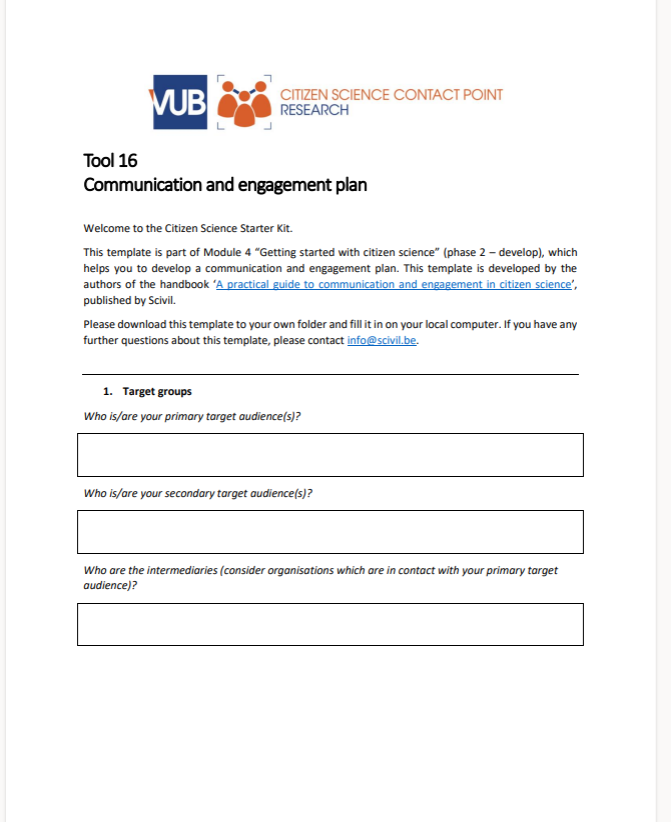 VUB
CITIZEN SCIENCE CONTACT POINT
RESEARCH
Tool 16
Communication and engagement plan
Welcome to the Citizen Science Starter Kit.
This template is part of Module 4 “Getting started with citizen science” (phase 2 – develop), which
helps you to develop a communication and engagement plan. This template is developed by the
authors of the handbook ‘A practical guide to communication and engagement in citizen science’,
published by Scivil.
Please download this template to your own folder and fill it in on your local computer. If you have any
further questions about this template, please contact info@scivil.be.
1. Target groups
Who is/are your primary target audience(s)?
Who is/are your secondary target audience(s)?
Who are the intermediaries (consider organisations which are in contact with your primary target
audience)?